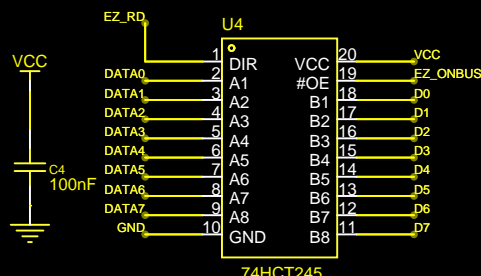 EZ_RD
U4
VCC
C4
100nF
1 DIR VCC 20 VCC
DATA0 2 A1 #OE 19 EZ_ONBUS
DATA1 3 A2 B1 18 D0
DATA2 4 A3 B2 17 D1
DATA3 5 A4 B3 16 D2
DATA4 6 A5 B4 15 D3
DATA5 7 A6 B5 14 D4
DATA6 8 A7 B6 13 D5
DATA7 9 A8 B7 12 D6
GND 10 GND B8 11 D7
74HCT245